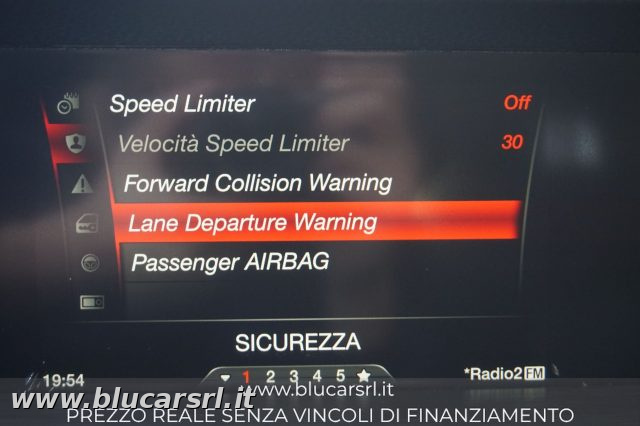 Speed Limiter Off
Velocità Speed Limiter 30
Forward Collision Warning
Lane Departure Warning
Passenger AIRBAG
SICUREZZA
19:54 1 2 3 4 5 *Radio2 FM
www.blucarsrl.it
www.blucarsrl.it
PREZZO REALE SENZA VINCOLI DI FINANZIAMENTO